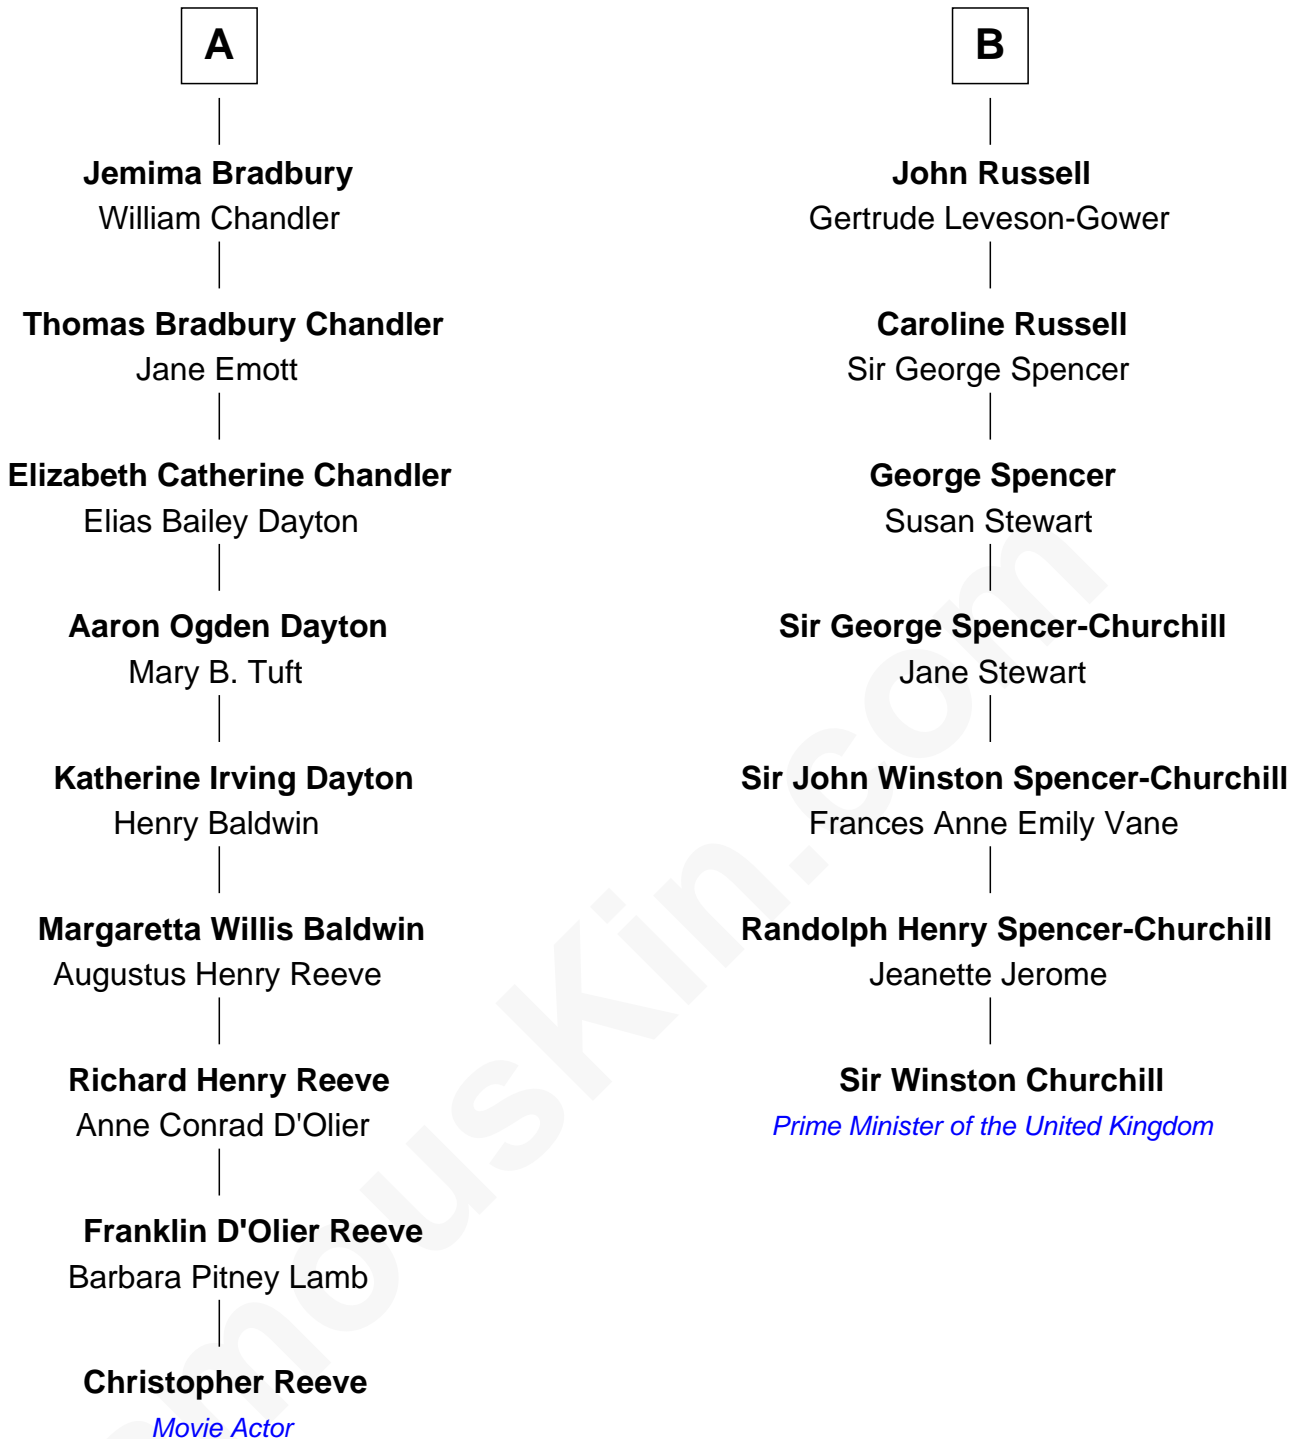 A
Jemima Bradbury
William Chandler
Thomas Bradbury Chandler
Jane Emott
Elizabeth Catherine Chandler
Elias Bailey Dayton
Aaron Ogden Dayton
Mary B. Tuft
Katherine Irving Dayton
Henry Baldwin
Margaretta Willis Baldwin
Augustus Henry Reeve
Richard Henry Reeve
Anne Conrad D'Olier
Franklin D'Olier Reeve
Barbara Pitney Lamb
Christopher Reeve
Movie Actor
B
John Russell
Gertrude Leveson-Gower
Caroline Russell
Sir George Spencer
George Spencer
Susan Stewart
Sir George Spencer-Churchill
Jane Stewart
Sir John Winston Spencer-Churchill
Frances Anne Emily Vane
Randolph Henry Spencer-Churchill
Jeanette Jerome
Sir Winston Churchill
Prime Minister of the United Kingdom
mousKin.com